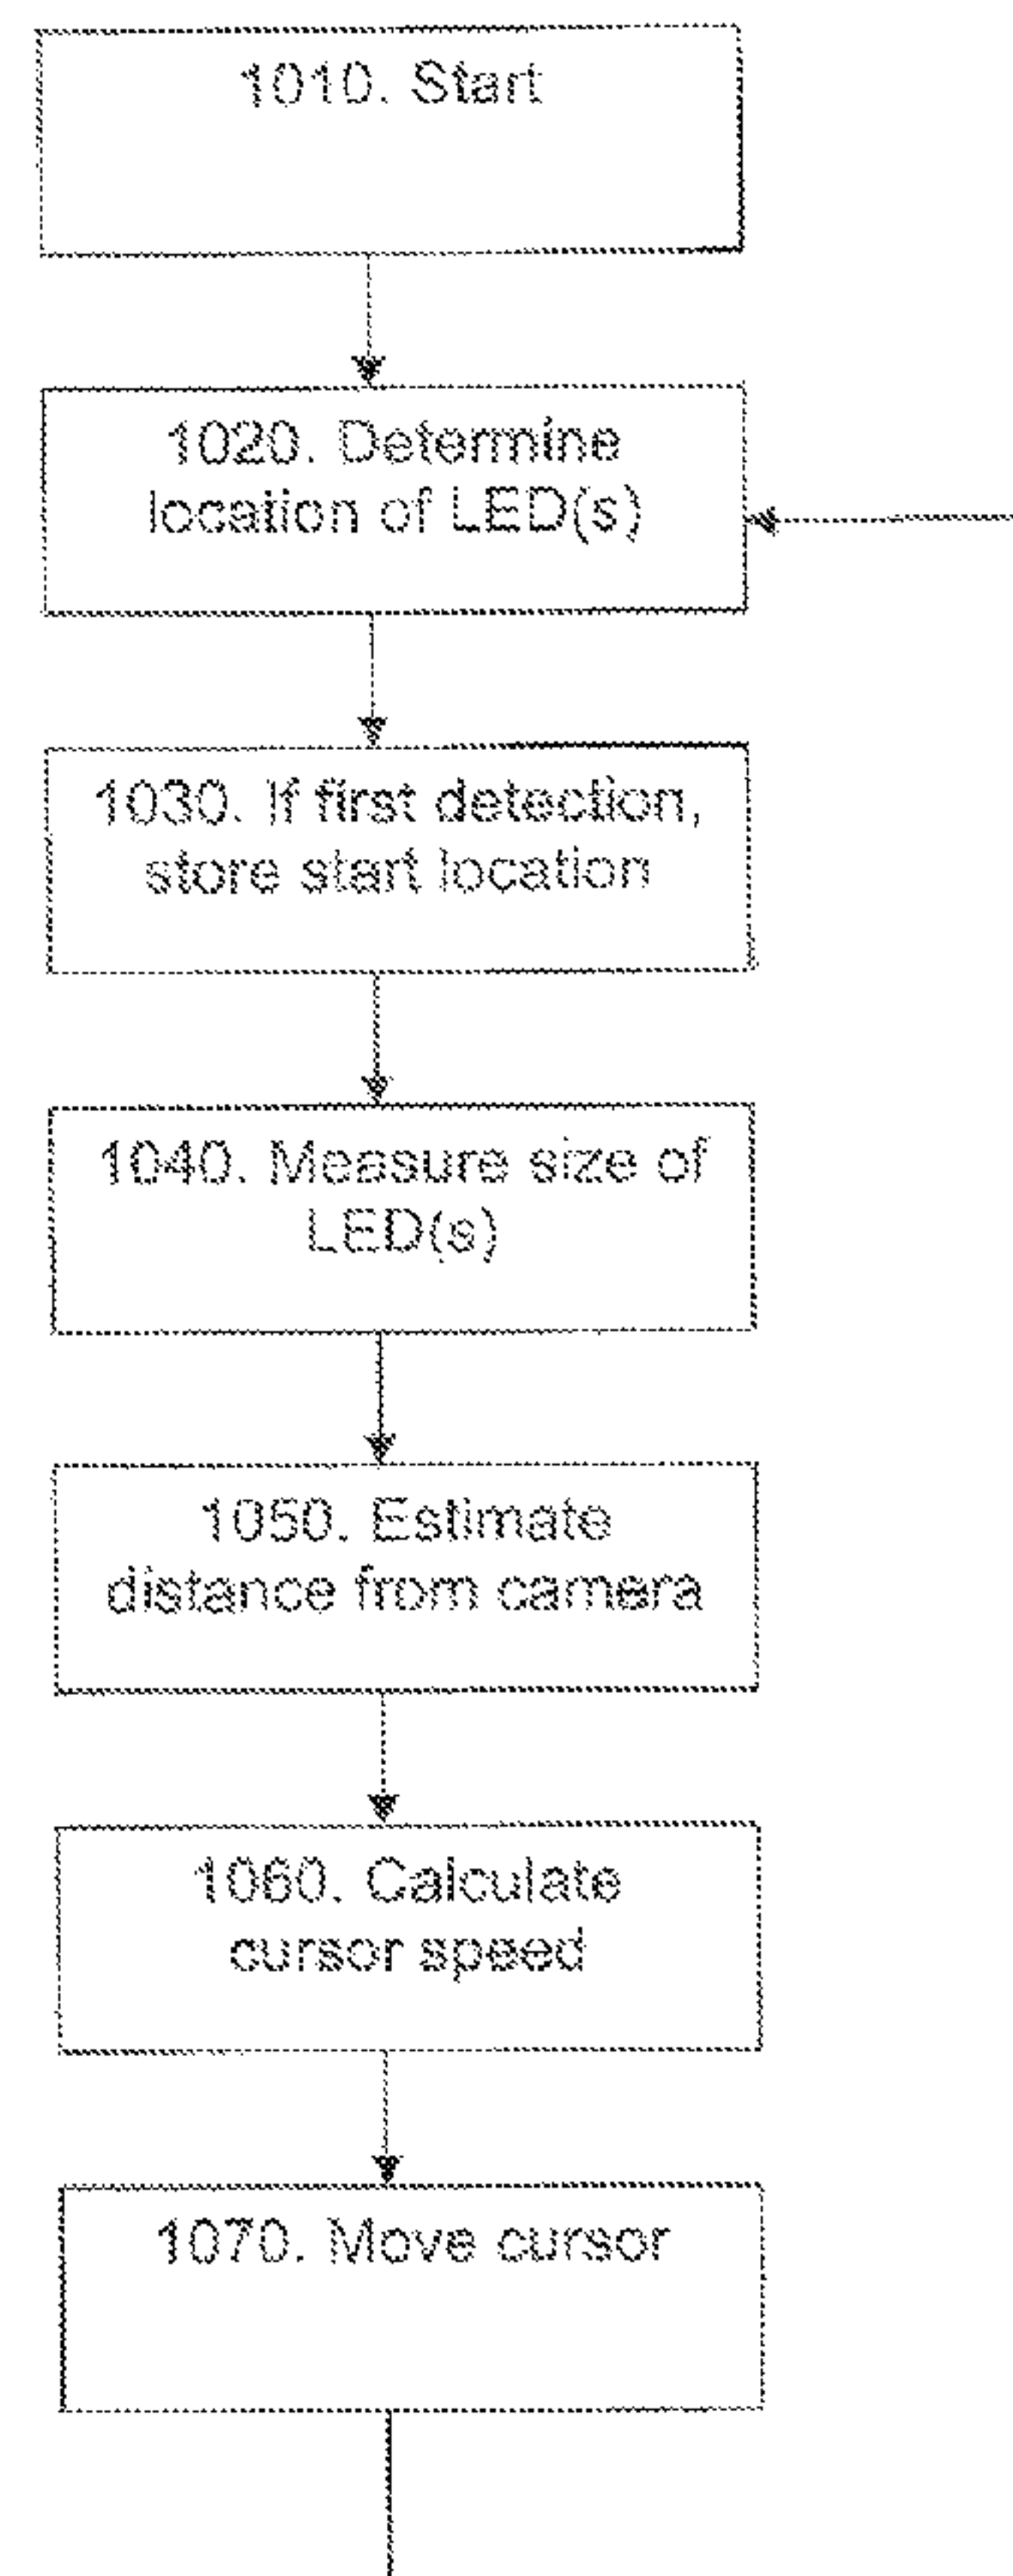 1010. Start
1020. Determine
location of LED(s)
1030. If first detection,
store start location
1040. Measure size of
LED(s)
1050. Estimate
distance from camera
1060. Calculate
cursor speed
1070. Move cursor